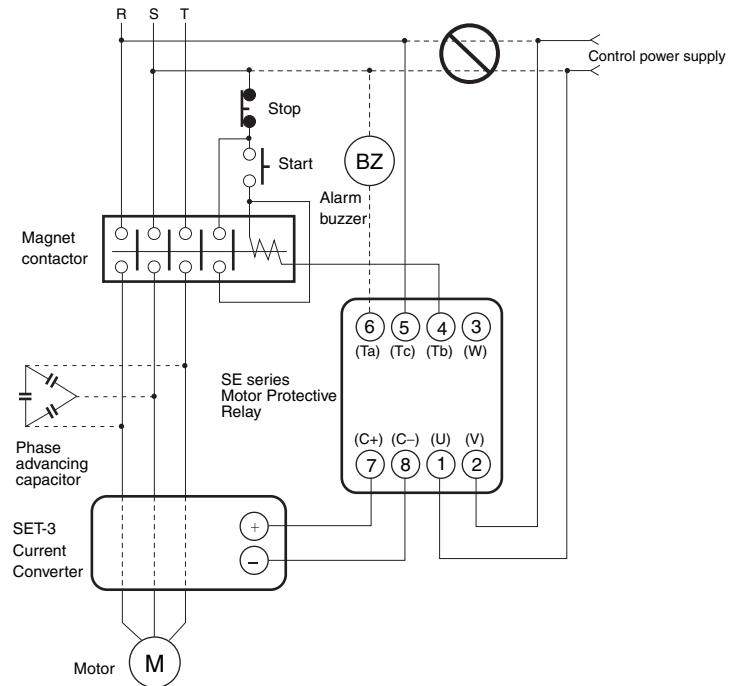 R S T
Control power supply
Stop
Start
BZ
Alarm
buzzer
Magnet
contactor
6 5 4 3
(Ta) (Tc) (Tb) (W)
SE series
Motor Protective
Relay
(C+) (C−) (U) (V)
7 8 1 2
Phase
advancing
capacitor
SET-3
Current
Converter
+
−
Motor
M